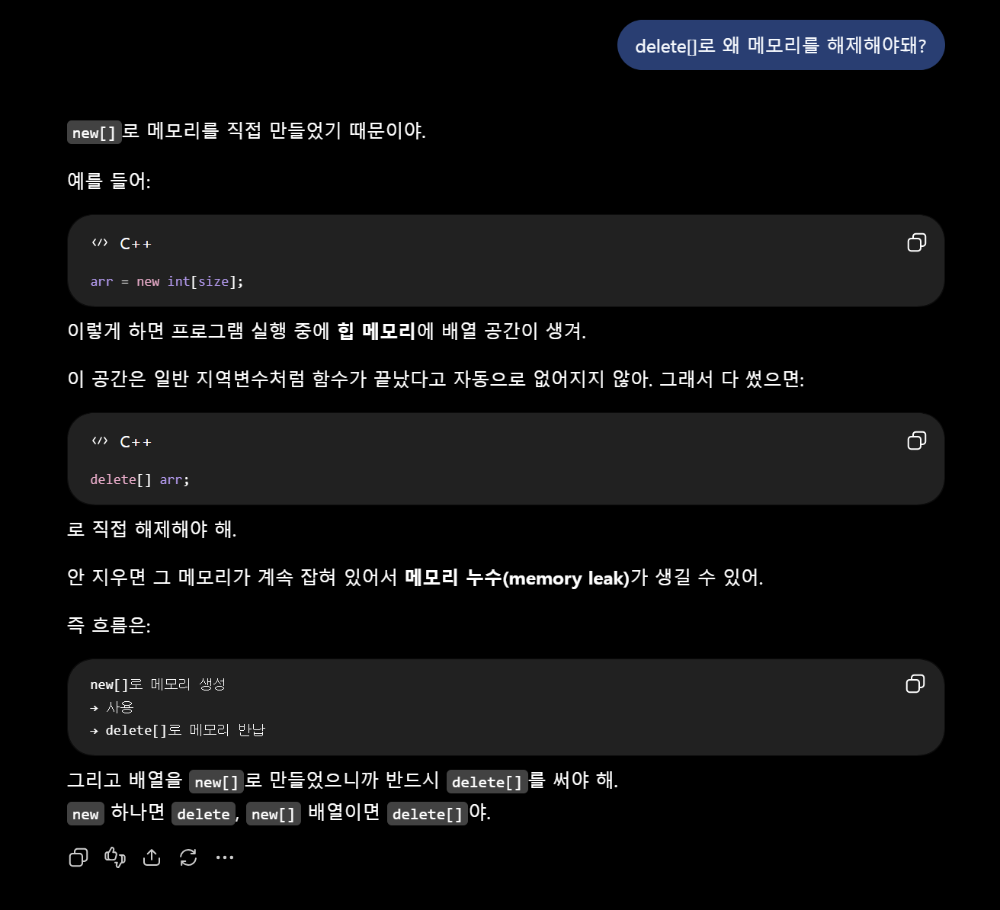 delete[]로 왜 메모리를 해제해야돼?
new[]로 메모리를 직접 만들었기 때문이야.
예를 들어:
C++
arr = new int[size];
이렇게 하면 프로그램 실행 중에 힙 메모리에 배열 공간이 생겨.
이 공간은 일반 지역변수처럼 함수가 끝났다고 자동으로 없어지지 않아. 그래서 다 썼으면:
C++
delete[] arr;
로 직접 해제해야 해.
안 지우면 그 메모리가 계속 잡혀 있어서 메모리 누수(memory leak)가 생길 수 있어.
즉 흐름은:
new[]로 메모리 생성
→ 사용
→ delete[]로 메모리 반납
그리고 배열을 new[]로 만들었으니까 반드시 delete[]를 써야 해.
new 하나면 delete, new[] 배열이면 delete[]야.